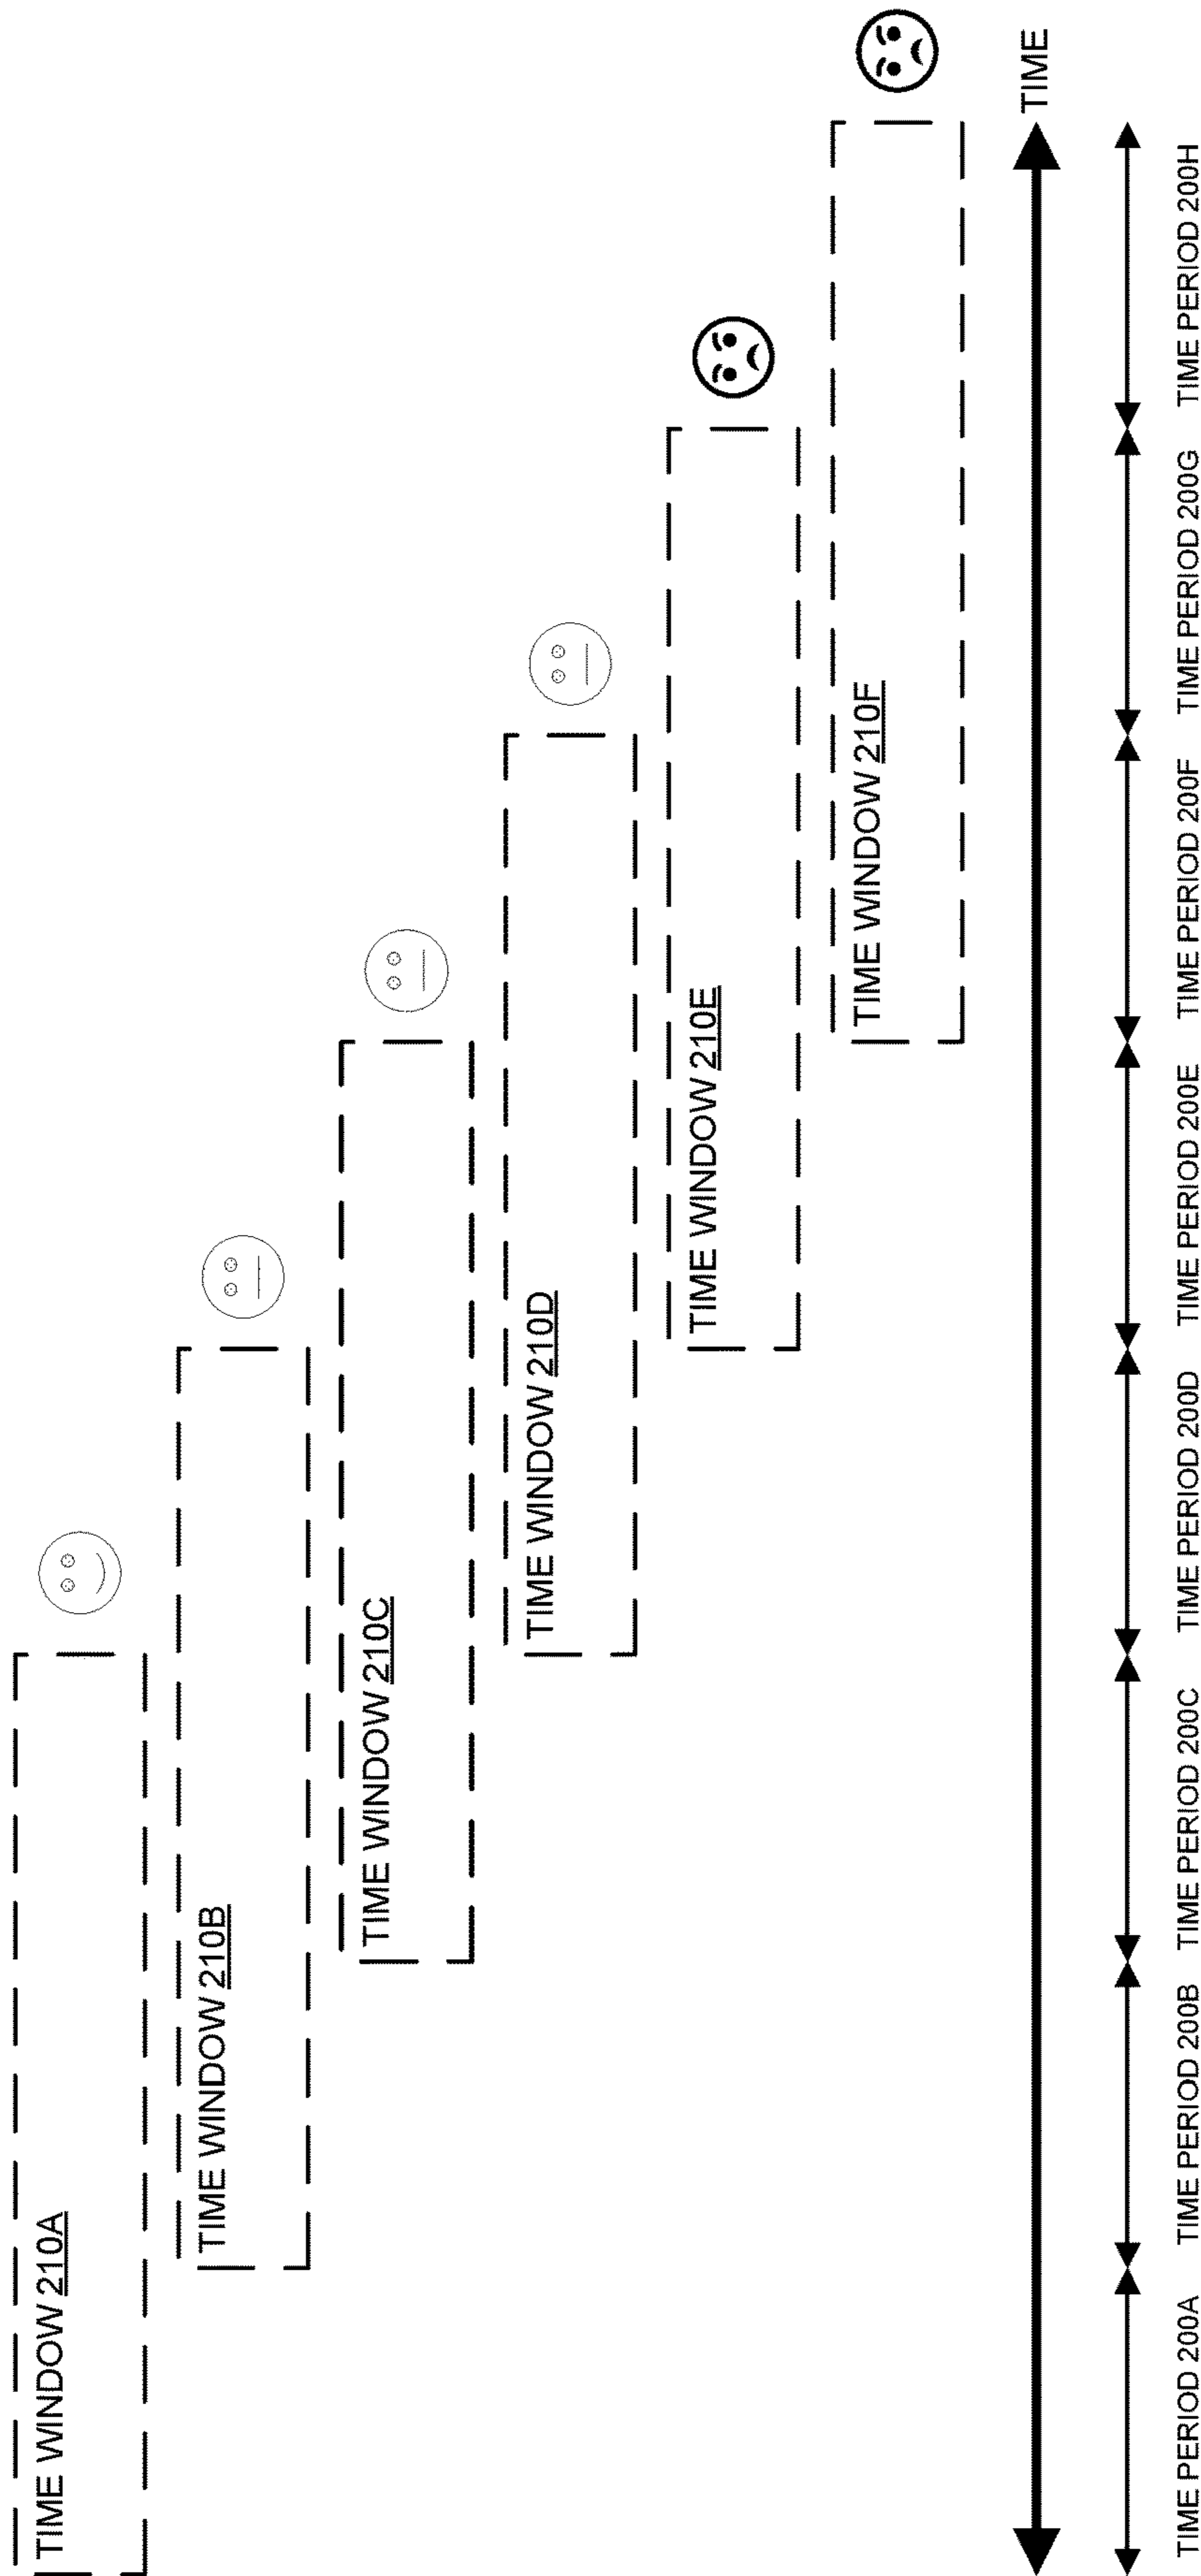 TIME WINDOW 210A
TIME WINDOW 210B
TIME WINDOW 210C
TIME WINDOW 210D
TIME WINDOW 210E
TIME WINDOW 210F
TIME
TIME PERIOD 200A
TIME PERIOD 200B
TIME PERIOD 200C
TIME PERIOD 200D
TIME PERIOD 200E
TIME PERIOD 200F
TIME PERIOD 200G
TIME PERIOD 200H